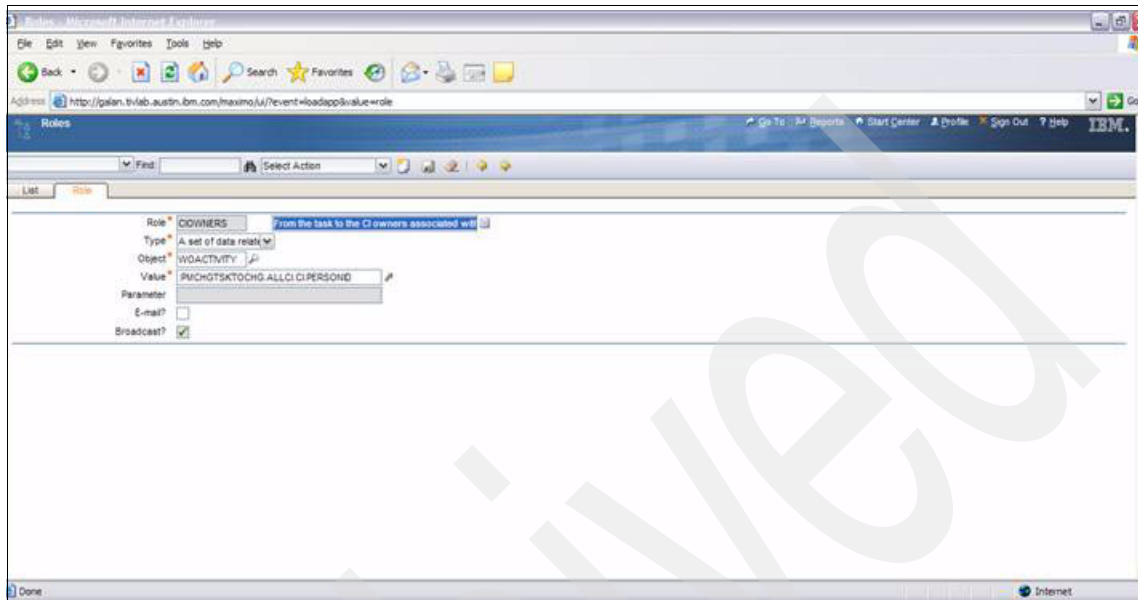 Roles - Microsoft Internet Explorer
File Edit View Favorites Tools Help
Back Search Favorites
Address http://galan.tivlab.austin.ibm.com/maximo/ui/?event=loadapp&value=role Go
Roles Go To Reports Start Center Profile Sign Out ? Help IBM.
Find: Select Action
List Role
Role* CIOWNERS From the task to the CI owners associated wit
Type* A set of data relat
Object* WOACTIVITY
Value* PMCHGTSKTOCHG.ALLCI.CI.PERSONID
Parameter
E-mail?
Broadcast?
Done Internet